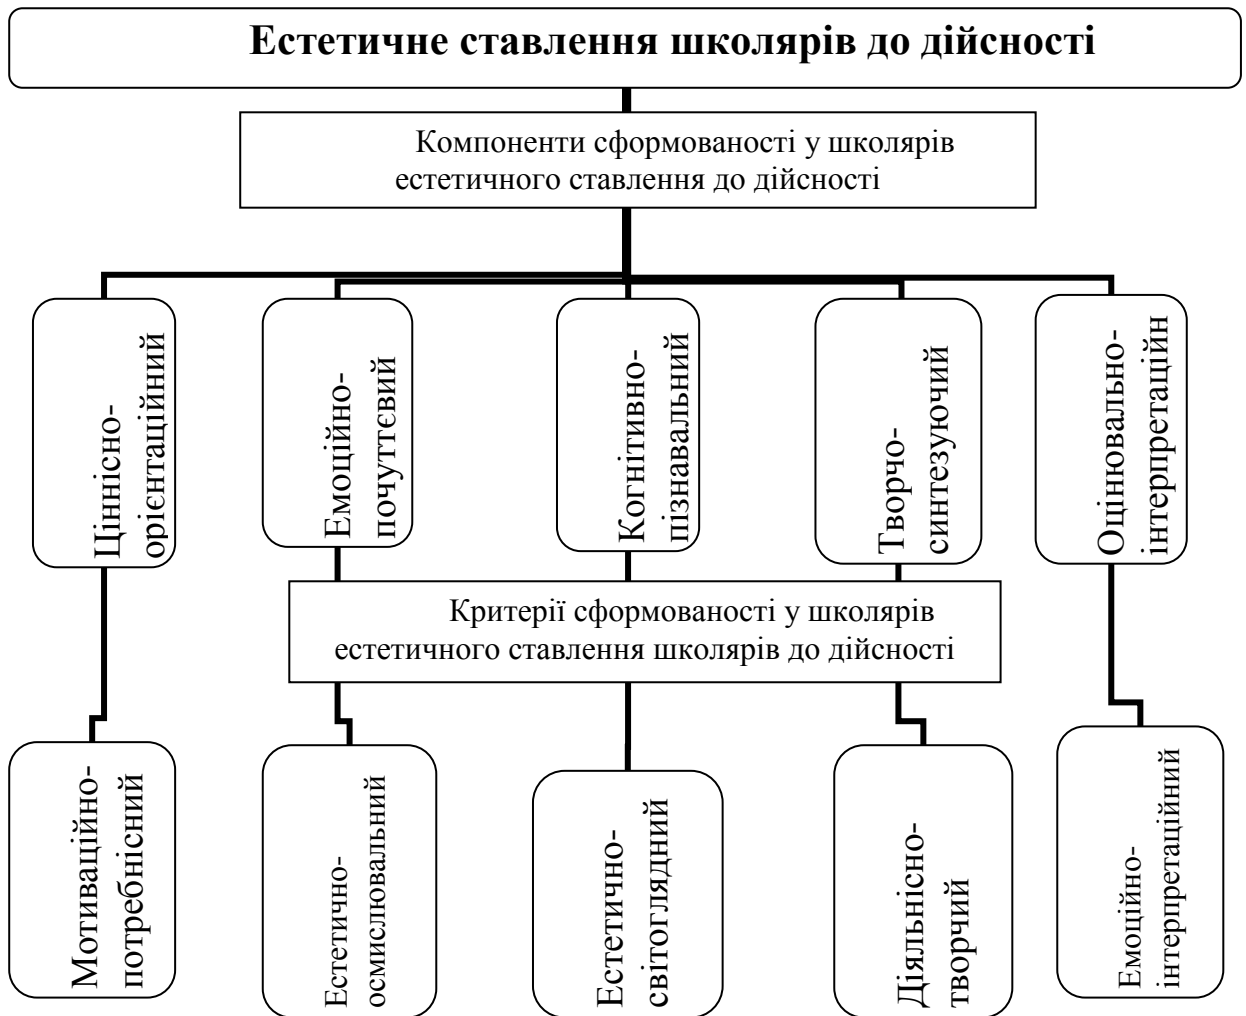 Естетичне ставлення школярів до дійсності
Компоненти сформованості у школярів
естетичного ставлення до дійсності
Ціннісно-
орієнтаційний
Емоційно-
почуттєвий
Когнітивно-
пізнавальний
Творчо-
синтезуючий
Оцінювально-
інтерпретаційн
Критерії сформованості у школярів
естетичного ставлення школярів до дійсності
Мотиваційно-
потребнісний
Естетично-
осмислювальний
Естетично-
світоглядний
Діяльнісно-
творчий
Емоційно-
інтерпретаційний